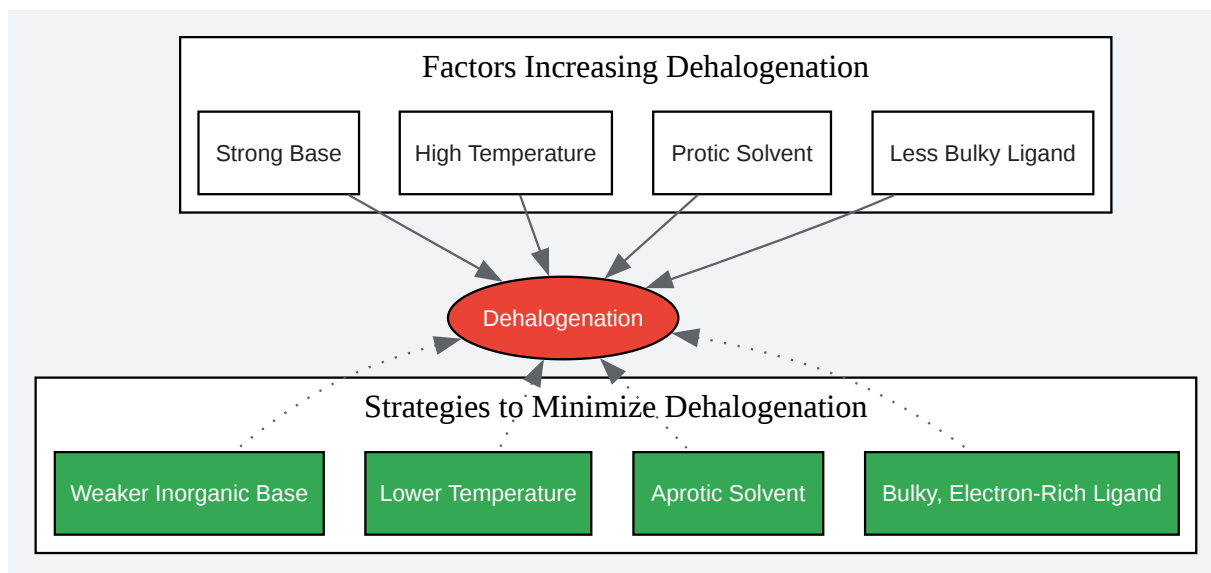 Factors Increasing Dehalogenation
Strong Base
High Temperature
Protic Solvent
Less Bulky Ligand
Dehalogenation
Strategies to Minimize Dehalogenation
Weaker Inorganic Base
Lower Temperature
Aprotic Solvent
Bulky, Electron-Rich Ligand